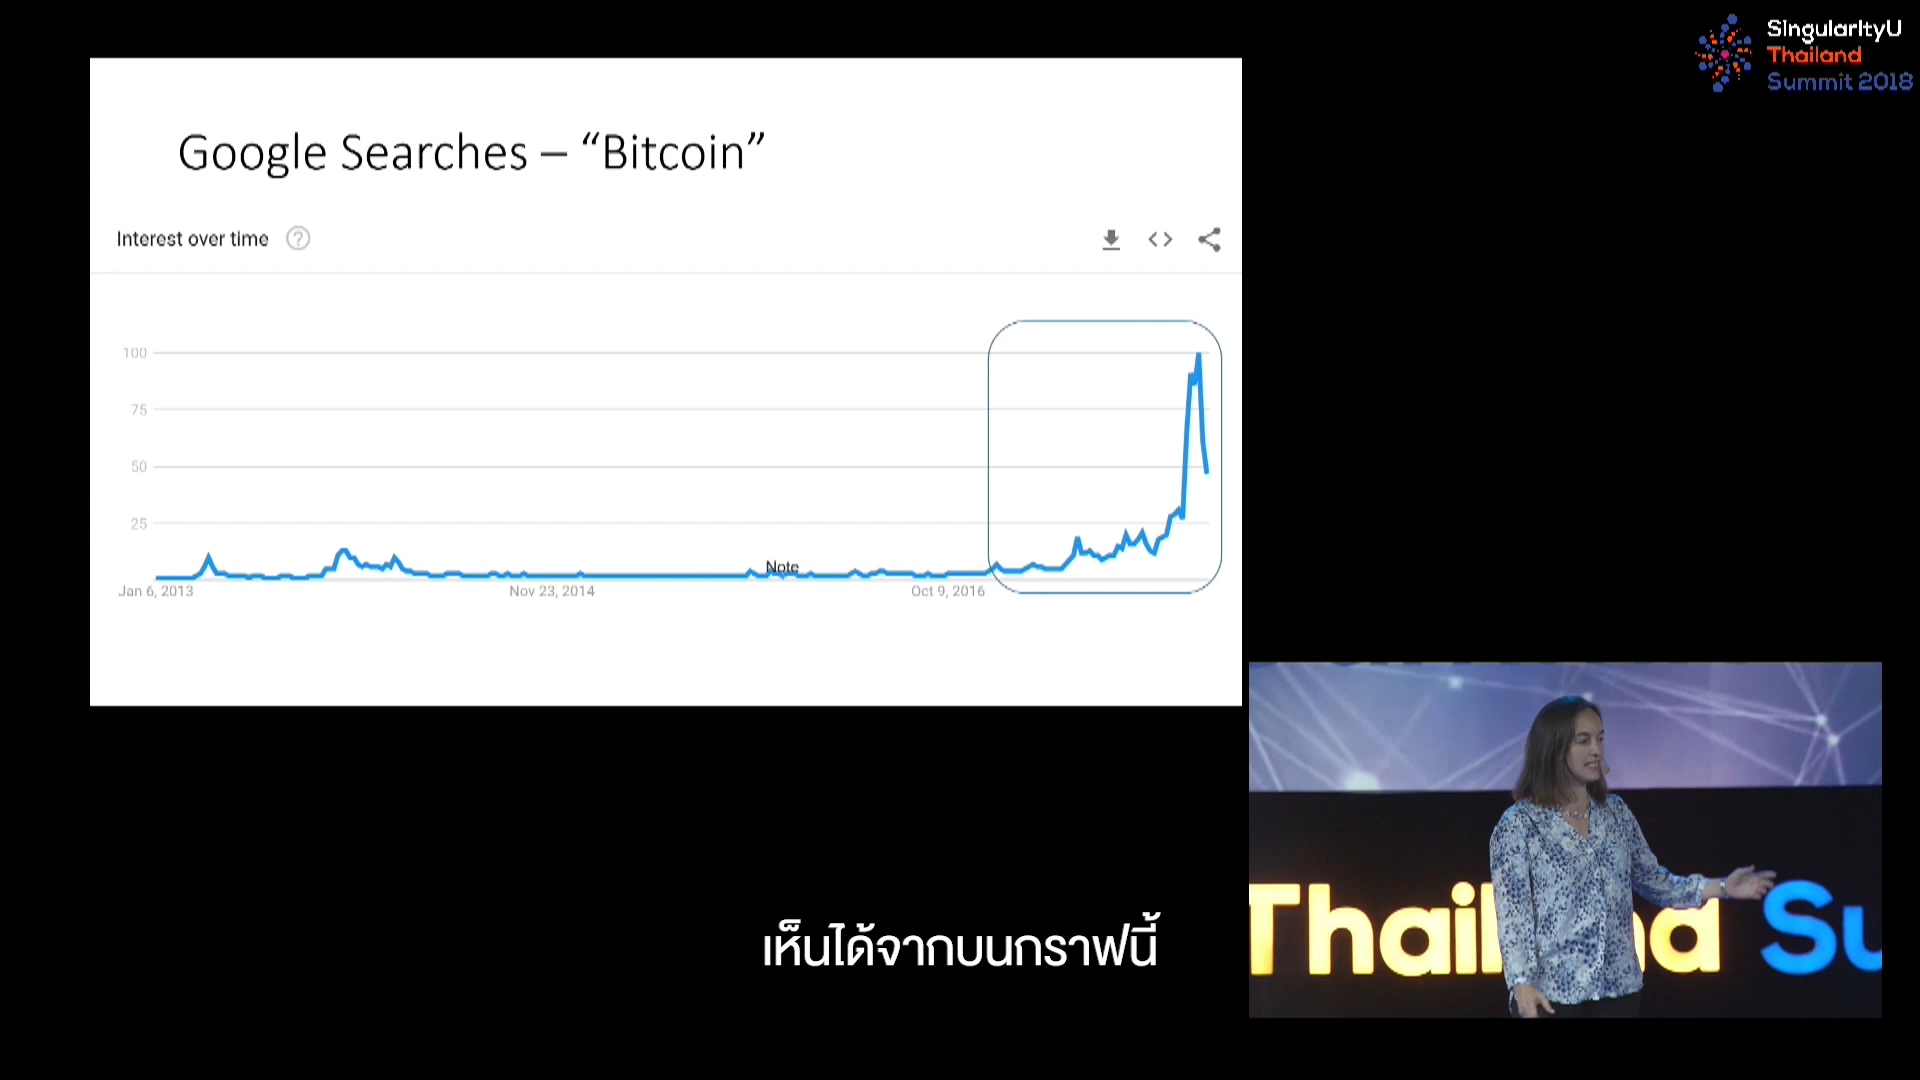 SingularityU
Thailand
Summit 2018
Google Searches – “Bitcoin”
Interest over time ?
100
75
50
25
Note
Jan 6, 2013 Nov 23, 2014 Oct 9, 2016
เห็นได้จากบนกราฟนี้
Su